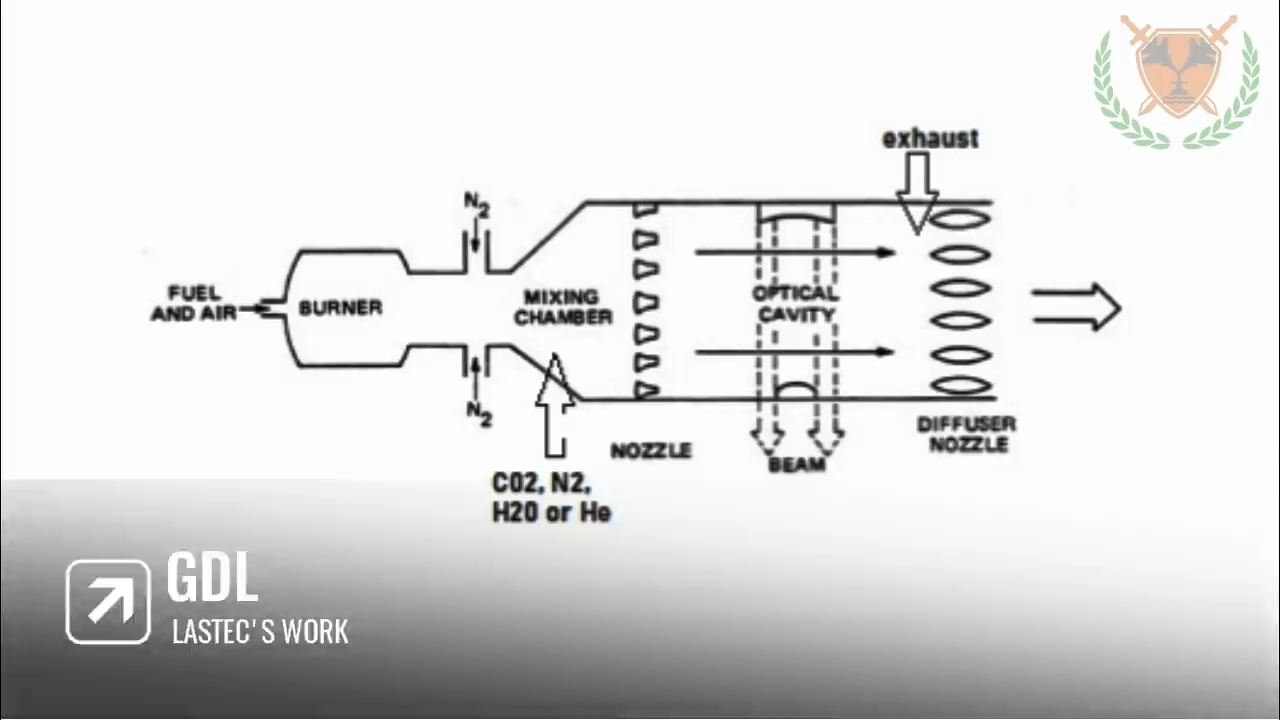 exhaust
N2
FUEL
AND AIR
BURNER
MIXING
CHAMBER
OPTICAL
CAVITY
N2
NOZZLE
BEAM
DIFFUSER
NOZZLE
C02, N2,
H20 or He
GDL
LASTEC'S WORK